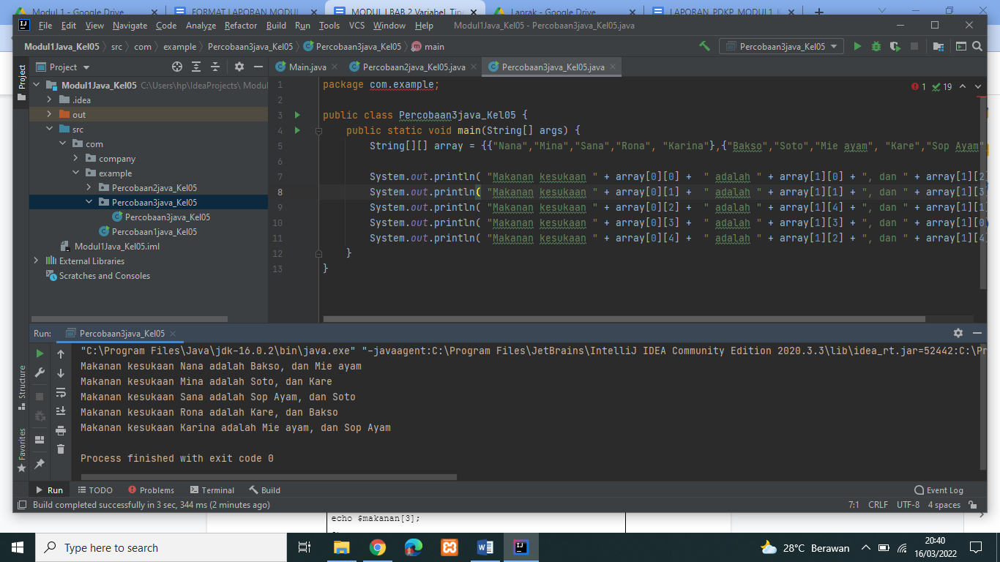 Modul 1 - Google Drive
FORMAT LAPORAN MODUL
MODUL I BAB 2 Variabel, Tip
Laprak - Google Drive
LAPORAN_PDKP_MODUL1_K
File Edit View Navigate Code Analyze Refactor Build Run Tools VCS Window Help Modul1Java_Kel05 - Percobaan3java_Kel05.java
Modul1Java_Kel05 src com example Percobaan3java_Kel05 Percobaan3java_Kel05 main
Percobaan3java_Kel05
Project
Project
Main.java Percobaan2java_Kel05.java Percobaan3java_Kel05.java
Modul1Java_Kel05 C:\Users\hp\IdeaProjects\ Modul
.idea
out
src
com
company
example
Percobaan2java_Kel05
Percobaan3java_Kel05
Percobaan3java_Kel05
Percobaan1java_Kel05
Modul1Java_Kel05.iml
External Libraries
Scratches and Consoles
1 19
1 package com.example;
2
3 public class Percobaan3java_Kel05 {
4 public static void main(String[] args) {
5 String[][] array = {{"Nana","Mina","Sana","Rona", "Karina"},{"Bakso","Soto","Mie ayam", "Kare","Sop Ayam"
6
7 System.out.println( "Makanan kesukaan " + array[0][0] + " adalah " + array[1][0] + ", dan " + array[1][2]
8 System.out.println( "Makanan kesukaan " + array[0][1] + " adalah " + array[1][1] + ", dan " + array[1][3]
9 System.out.println( "Makanan kesukaan " + array[0][2] + " adalah " + array[1][4] + ", dan " + array[1][1]
10 System.out.println( "Makanan kesukaan " + array[0][3] + " adalah " + array[1][3] + ", dan " + array[1][0]
11 System.out.println( "Makanan kesukaan " + array[0][4] + " adalah " + array[1][2] + ", dan " + array[1][4]
12 }
13 }
Run: Percobaan3java_Kel05
"C:\Program Files\Java\jdk-16.0.2\bin\java.exe" "-javaagent:C:\Program Files\JetBrains\IntelliJ IDEA Community Edition 2020.3.3\lib\idea_rt.jar=52442:C:\Pr
Makanan kesukaan Nana adalah Bakso, dan Mie ayam
Makanan kesukaan Mina adalah Soto, dan Kare
Makanan kesukaan Sana adalah Sop Ayam, dan Soto
Makanan kesukaan Rona adalah Kare, dan Bakso
Makanan kesukaan Karina adalah Mie ayam, dan Sop Ayam
Process finished with exit code 0
Structure
Favorites
Run TODO Problems Terminal Build Event Log
Build completed successfully in 3 sec, 344 ms (2 minutes ago) 7:1 CRLF UTF-8 4 spaces
echo $makanan[3];
Type here to search
28°C Berawan
20:40
16/03/2022